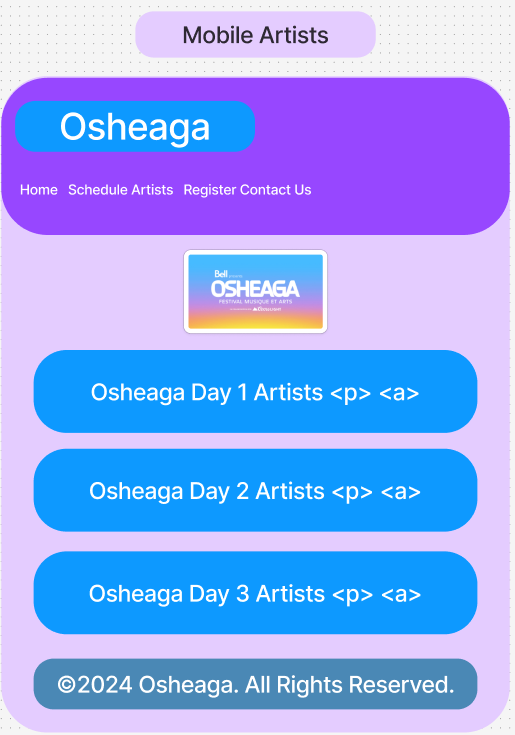 Mobile Artists
Osheaga
Home Schedule Artists Register Contact Us
Bell
OSHEAGA
FESTIVAL MUSIQUE ET ARTS
Osheaga Day 1 Artists <p> <a>
Osheaga Day 2 Artists <p> <a>
Osheaga Day 3 Artists <p> <a>
©2024 Osheaga. All Rights Reserved.